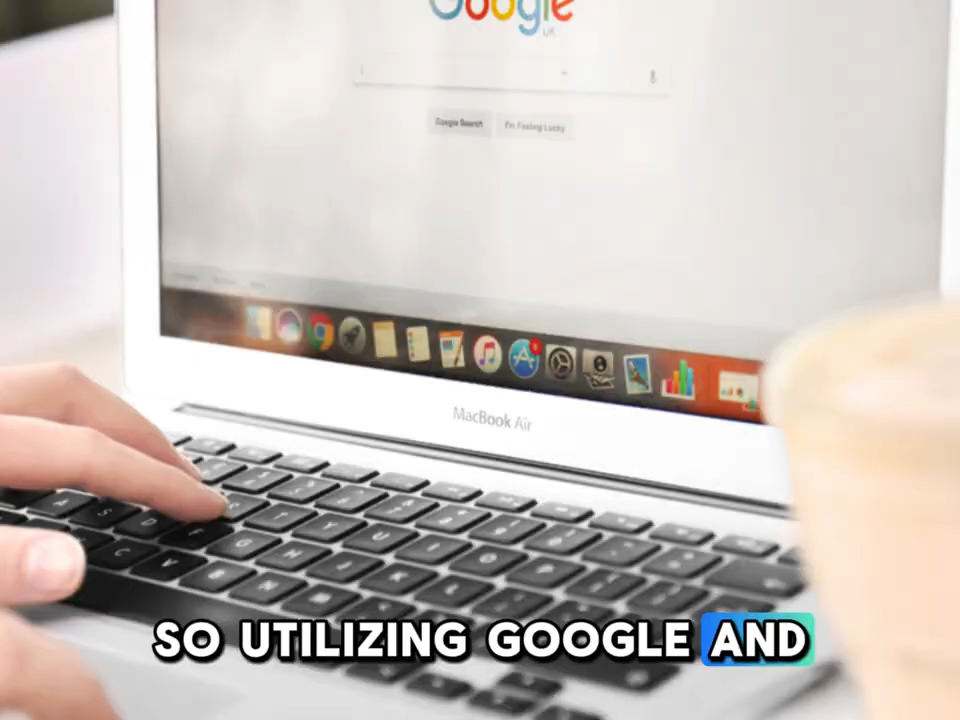 Google
UK
Google Search
I'm Feeling Lucky
MacBook Air
SO UTILIZING GOOGLE AND